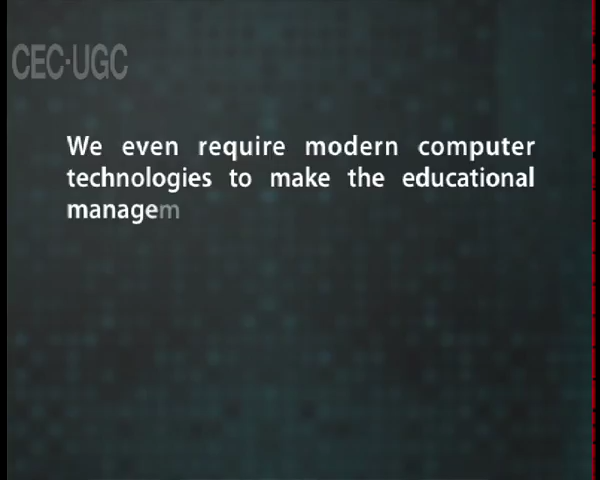 CEC-UGC
We even require modern computer
technologies to make the educational
managem